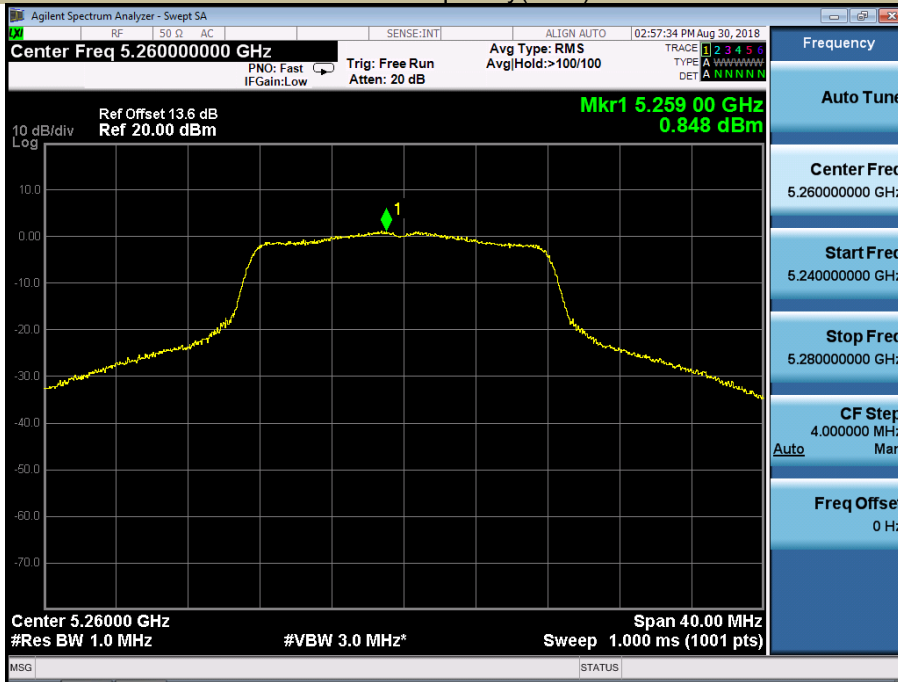 Agilent Spectrum Analyzer - Swept SA
LXI RF 50 Ω AC SENSE:INT ALIGN AUTO 02:57:34 PM Aug 30, 2018
Center Freq 5.260000000 GHz
PNO: Fast
IFGain:Low
Trig: Free Run
Atten: 20 dB
Avg Type: RMS
Avg|Hold:>100/100
TRACE 1 2 3 4 5 6
TYPE A WWWWW
DET A N N N N N
Ref Offset 13.6 dB
10 dB/div Ref 20.00 dBm
Log
Mkr1 5.259 00 GHz
0.848 dBm
1
10.0
0.00
-10.0
-20.0
-30.0
-40.0
-50.0
-60.0
-70.0
Center 5.26000 GHz Span 40.00 MHz
#Res BW 1.0 MHz #VBW 3.0 MHz* Sweep 1.000 ms (1001 pts)
MSG STATUS
Frequency
Auto Tune
Center Freq
5.260000000 GHz
Start Freq
5.240000000 GHz
Stop Freq
5.280000000 GHz
CF Step
4.000000 MHz
Auto Man
Freq Offset
0 Hz